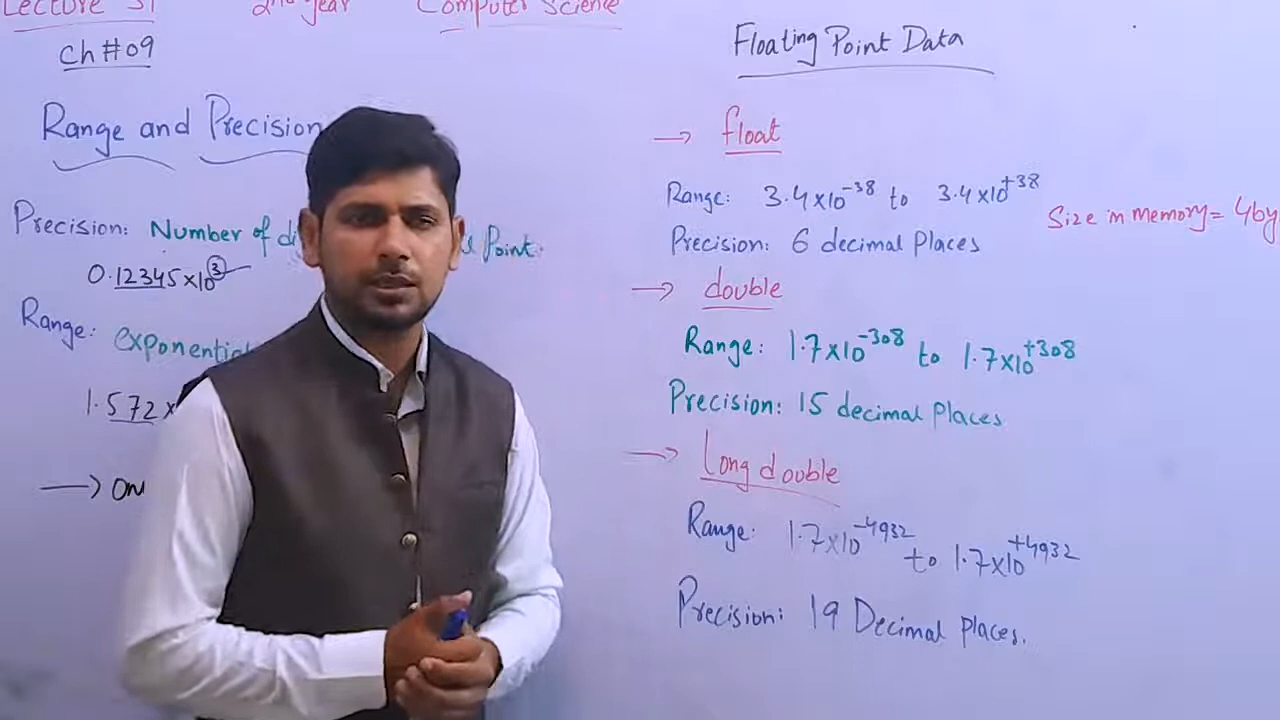 Lecture 31 2nd year Computer Science
Ch#09
Range and Precision
Precision: Number of Point.
0.12345×10³
Range:
1.572×
→
Floating Point Data
→ float
Range: 3.4×10⁻³⁸ to 3.4×10⁺³⁸
Size in memory = 4by
Precision: 6 decimal Places
→ double
Range: 1.7×10⁻³⁰⁸ to 1.7×10⁺³⁰⁸
Precision: 15 decimal Places
→ Long double
Range: 1.7×10⁻⁴⁹³² to 1.7×10⁺⁴⁹³²
Precision: 19 Decimal Places.